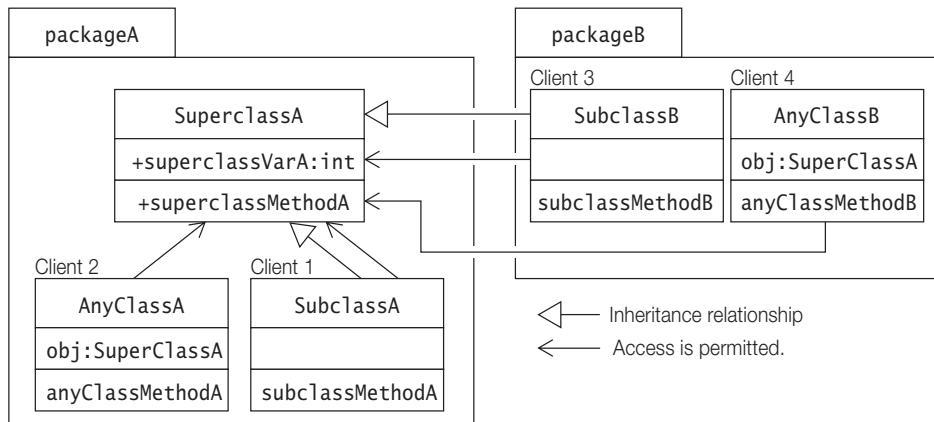 packageA
SuperclassA
+superclassVarA:int
+superclassMethodA
Client 2
AnyClassA
obj:SuperClassA
anyClassMethodA
Client 1
SubclassA
subclassMethodA
packageB
Client 3
SubclassB
subclassMethodB
Client 4
AnyClassB
obj:SuperClassA
anyClassMethodB
Inheritance relationship
Access is permitted.